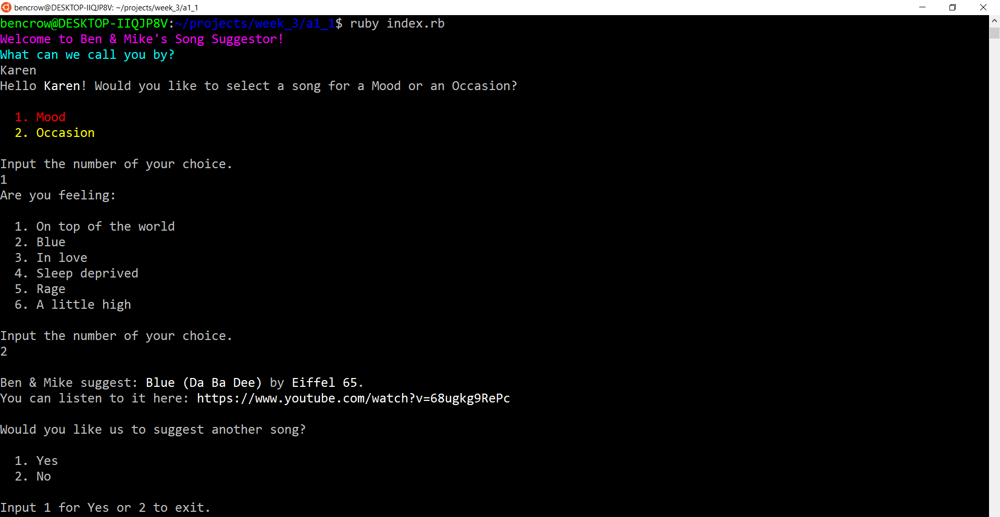 bencrow@DESKTOP-IIQJP8V: ~/projects/week_3/a1_1
bencrow@DESKTOP-IIQJP8V:~/projects/week_3/a1_1$ ruby index.rb
Welcome to Ben & Mike's Song Suggestor!
What can we call you by?
Karen
Hello Karen! Would you like to select a song for a Mood or an Occasion?
1. Mood
2. Occasion
Input the number of your choice.
1
Are you feeling:
1. On top of the world
2. Blue
3. In love
4. Sleep deprived
5. Rage
6. A little high
Input the number of your choice.
2
Ben & Mike suggest: Blue (Da Ba Dee) by Eiffel 65.
You can listen to it here: https://www.youtube.com/watch?v=68ugkg9RePc
Would you like us to suggest another song?
1. Yes
2. No
Input 1 for Yes or 2 to exit.